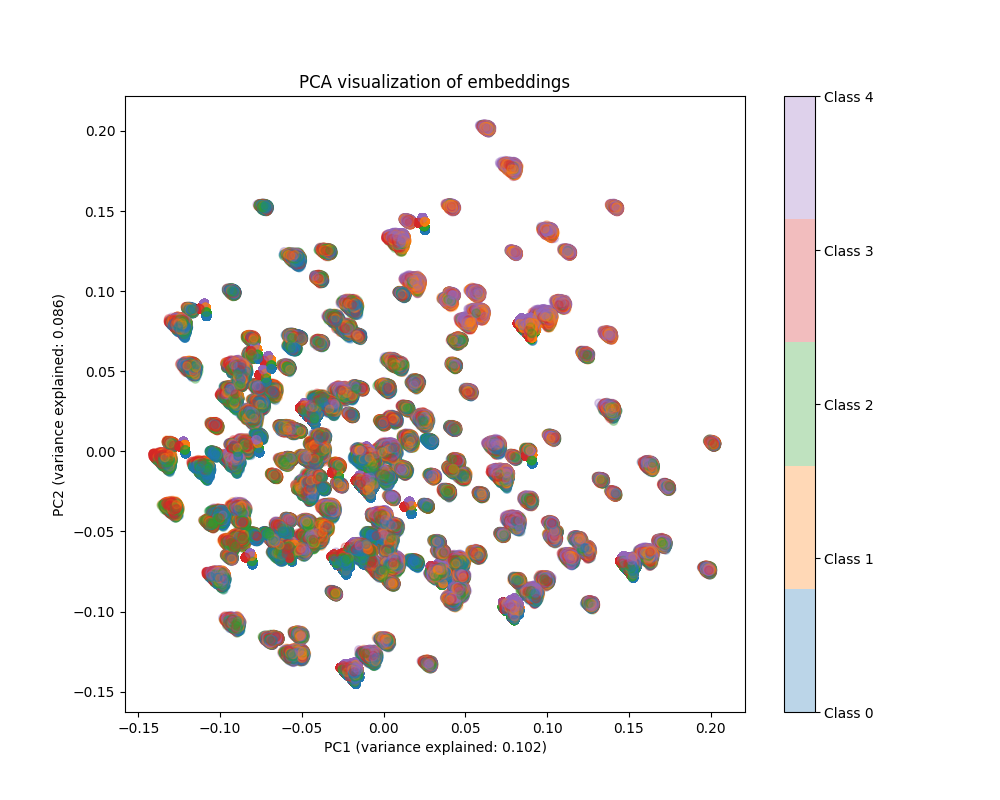 PCA visualization of embeddings
0.20
0.15
0.10
0.05
0.00
−0.05
−0.10
−0.15
PC2 (variance explained: 0.086)
−0.15
−0.10
−0.05
0.00
0.05
0.10
0.15
0.20
PC1 (variance explained: 0.102)
Class 4
Class 3
Class 2
Class 1
Class 0